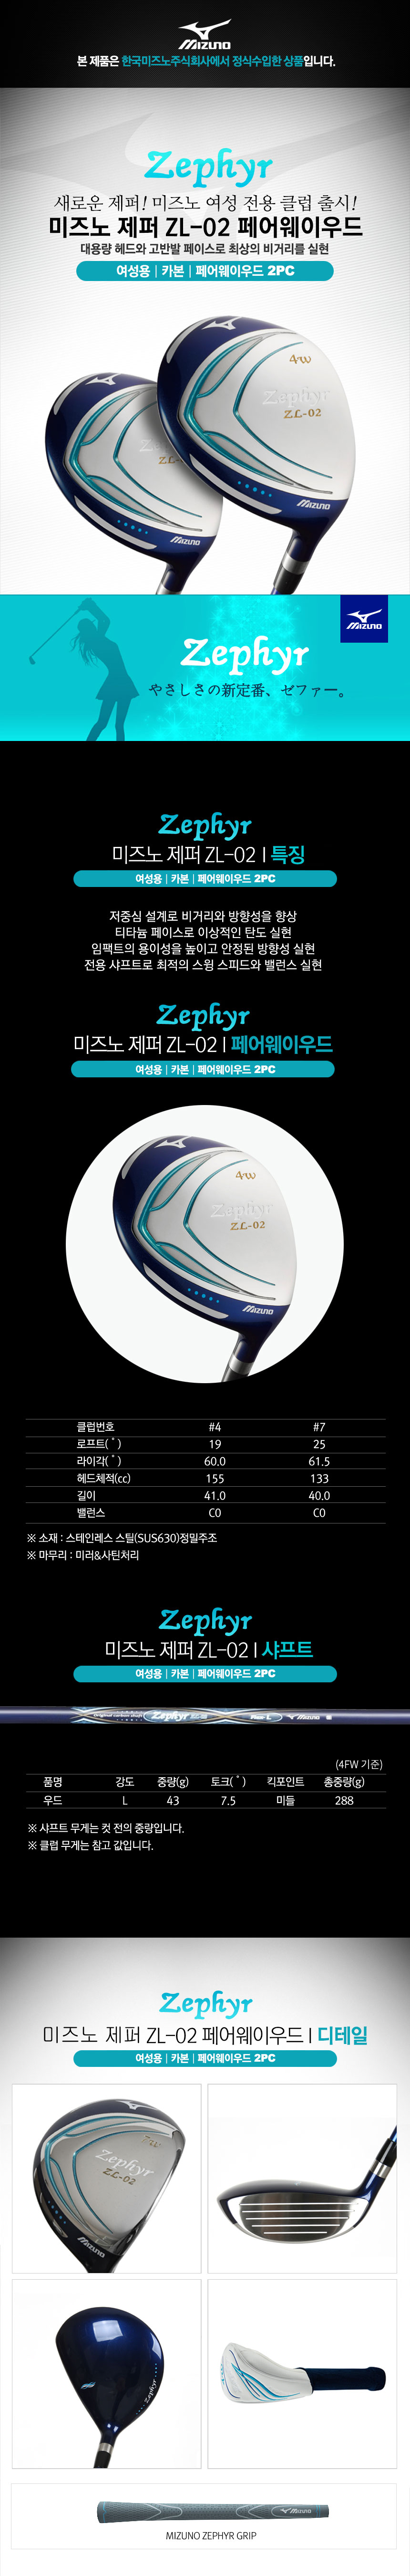 MIZUNO
본 제품은 한국미즈노주식회사에서 정식수입한 상품입니다.
Zephyr
새로운 제퍼! 미즈노 여성 전용 클럽 출시!
미즈노 제퍼 ZL-02 페어웨이우드
대용량 헤드와 고반발 페이스로 최상의 비거리를 실현
여성용 | 카본 | 페어웨이우드 2PC
4W
Zephyr
ZL-02
MIZUNO
MIZUNO
Zephyr
やさしさの新定番、ゼファー。
Zephyr
미즈노 제퍼 ZL-02 | 특징
여성용 | 카본 | 페어웨이우드 2PC
저중심 설계로 비거리와 방향성을 향상
티타늄 페이스로 이상적인 탄도 실현
임팩트의 용이성을 높이고 안정된 방향성 실현
전용 샤프트로 최적의 스윙 스피드와 밸런스 실현
Zephyr
미즈노 제퍼 ZL-02 | 페어웨이우드
여성용 | 카본 | 페어웨이우드 2PC
4W
Zephyr
ZL-02
MIZUNO
클럽번호 #4 #7
로프트(˚) 19 25
라이각(˚) 60.0 61.5
헤드체적(cc) 155 133
길이 41.0 40.0
밸런스 C0 C0
※ 소재 : 스테인레스 스틸(SUS630)정밀주조
※ 마무리 : 미러&사틴처리
Zephyr
미즈노 제퍼 ZL-02 | 샤프트
여성용 | 카본 | 페어웨이우드 2PC
Zephyr
MIZUNO
(4FW 기준)
품명 강도 중량(g) 토크(˚) 킥포인트 총중량(g)
우드 L 43 7.5 미들 288
※ 샤프트 무게는 컷 전의 중량입니다.
※ 클럽 무게는 참고 값입니다.
Zephyr
미즈노 제퍼 ZL-02 페어웨이우드 | 디테일
여성용 | 카본 | 페어웨이우드 2PC
Zephyr
ZL-02
MIZUNO
Zephyr
MIZUNO
MIZUNO ZEPHYR GRIP